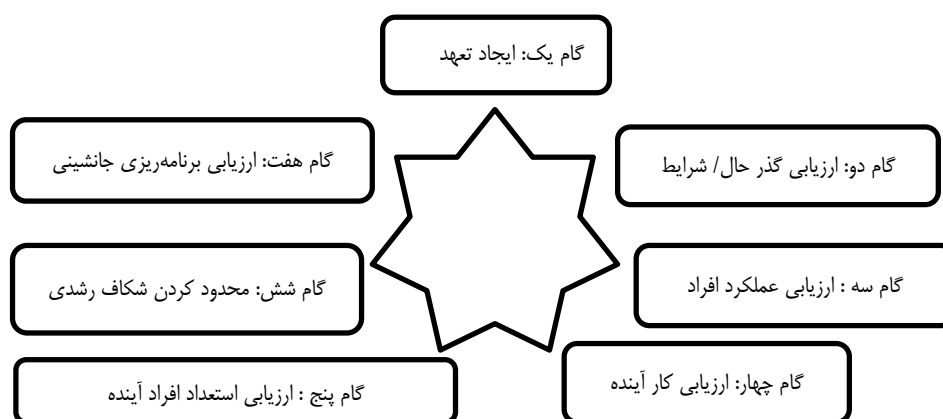 گام یک: ایجاد تعهد
گام دو: ارزیابی گذر حال/ شرایط
گام سه : ارزیابی عملکرد افراد
گام چهار: ارزیابی کار آینده
گام پنج : ارزیابی استعداد افراد آینده
گام شش: محدود کردن شکاف رشدی
گام هفت: ارزیابی برنامه‌ریزی جانشینی